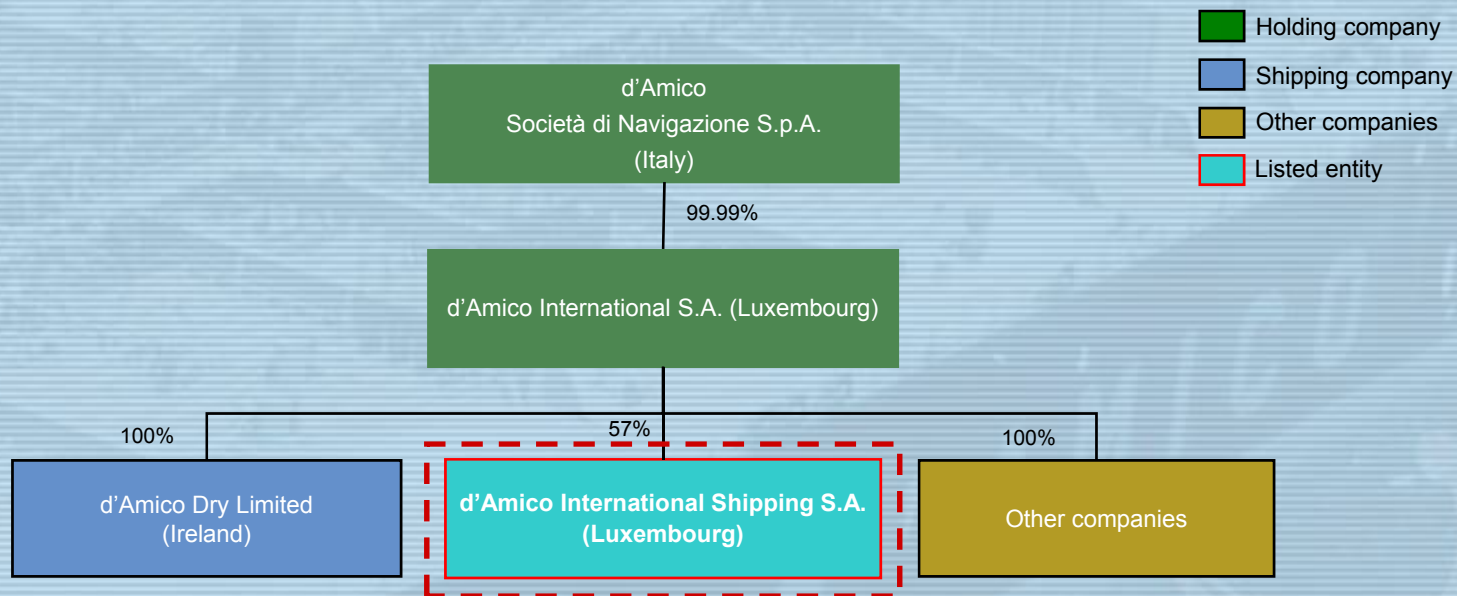 Holding company
Shipping company
Other companies
Listed entity
d’Amico
Società di Navigazione S.p.A.
(Italy)
99.99%
d’Amico International S.A. (Luxembourg)
100%
57%
100%
d’Amico Dry Limited
(Ireland)
d’Amico International Shipping S.A.
(Luxembourg)
Other companies